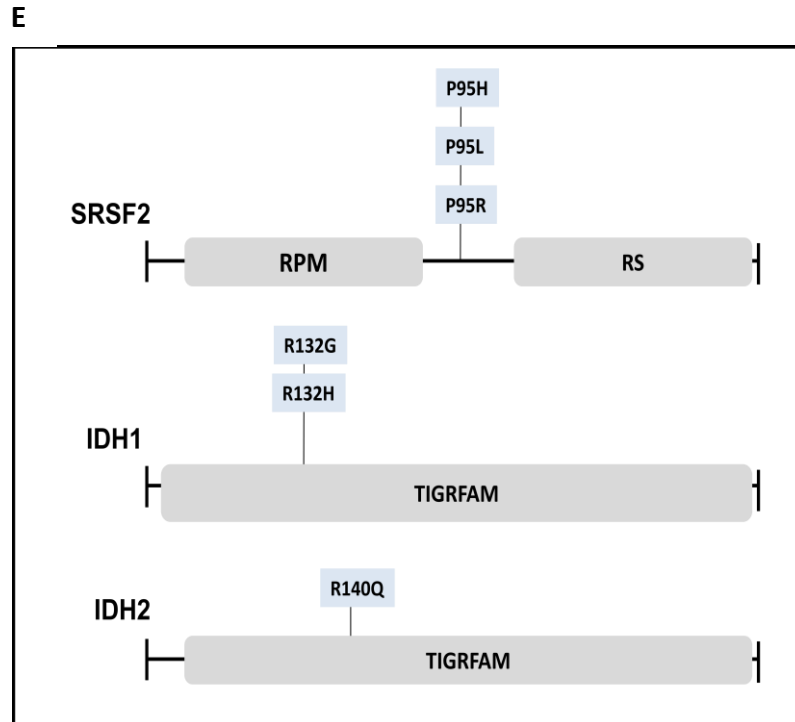 E
P95H
P95L
P95R
SRSF2
RPM
RS
R132G
R132H
IDH1
TIGRFAM
R140Q
IDH2
TIGRFAM